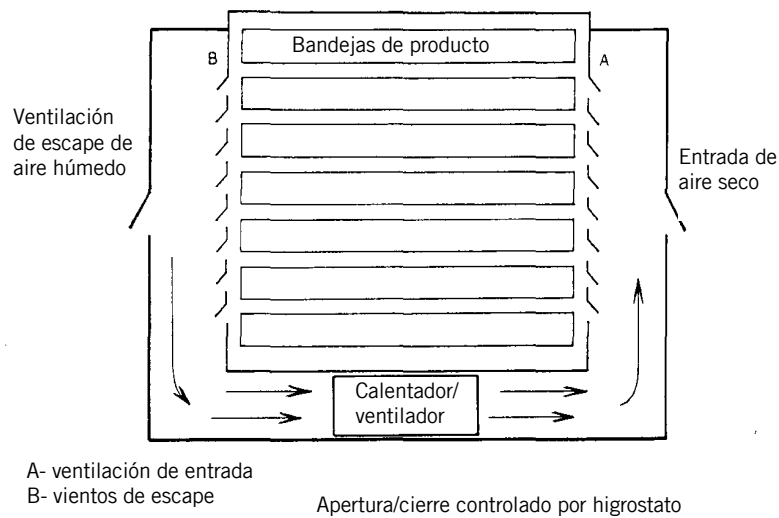 Bandejas de producto
B
A
Ventilación
de escape de
aire húmedo
Entrada de
aire seco
Calentador/
ventilador
A- ventilación de entrada
B- vientos de escape
Apertura/cierre controlado por higrostato